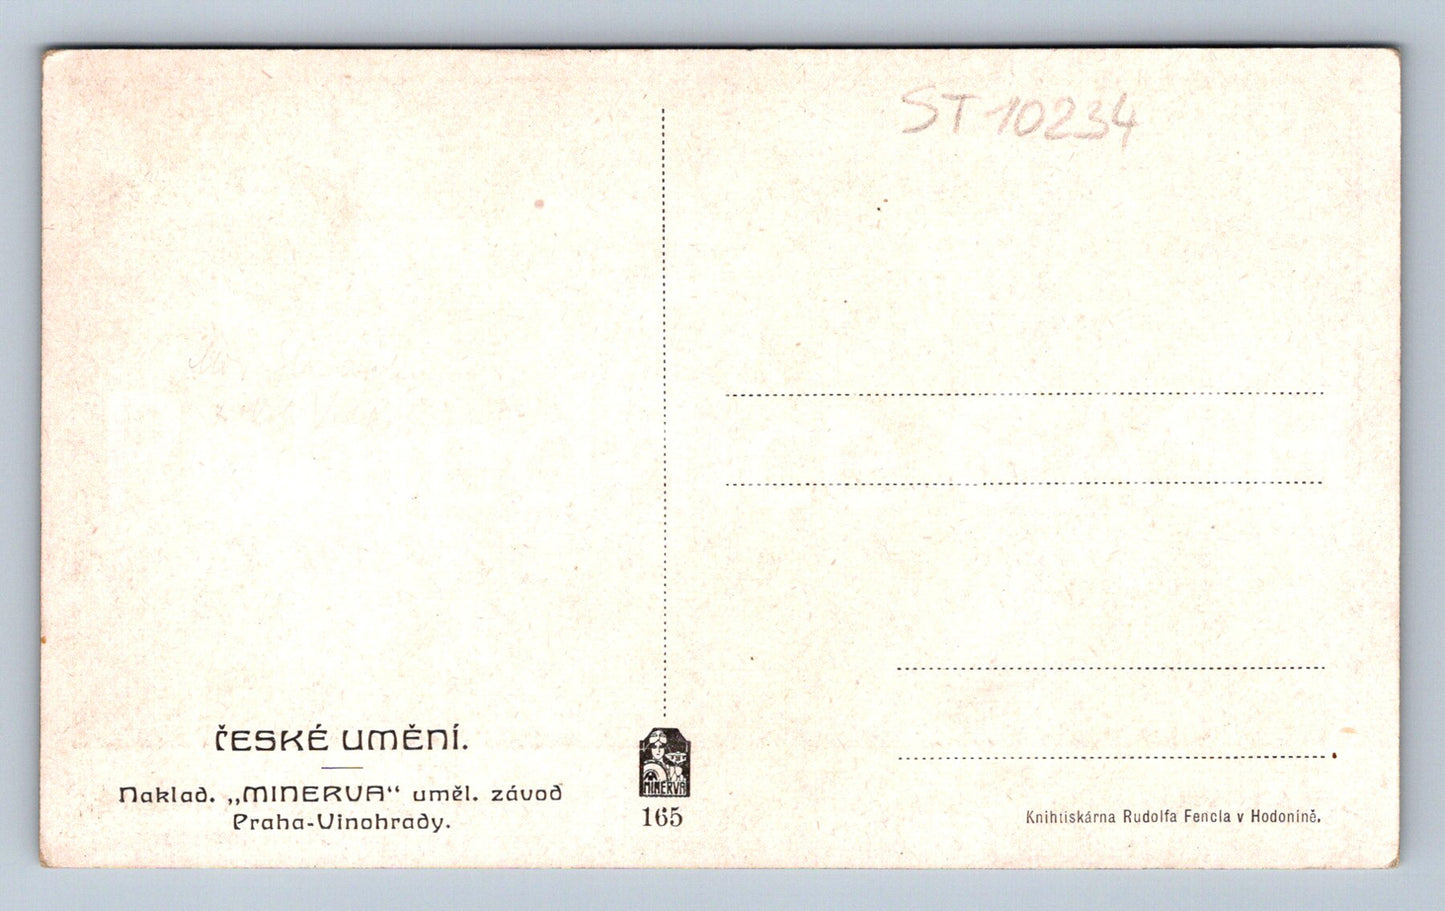 ST 10234
ČESKÉ UMĚNÍ.
Naklad. „MINERVA“ uměl. závod
Praha-Vinohrady.
MINERVA
165
Knihtiskárna Rudolfa Fencla v Hodoníně.